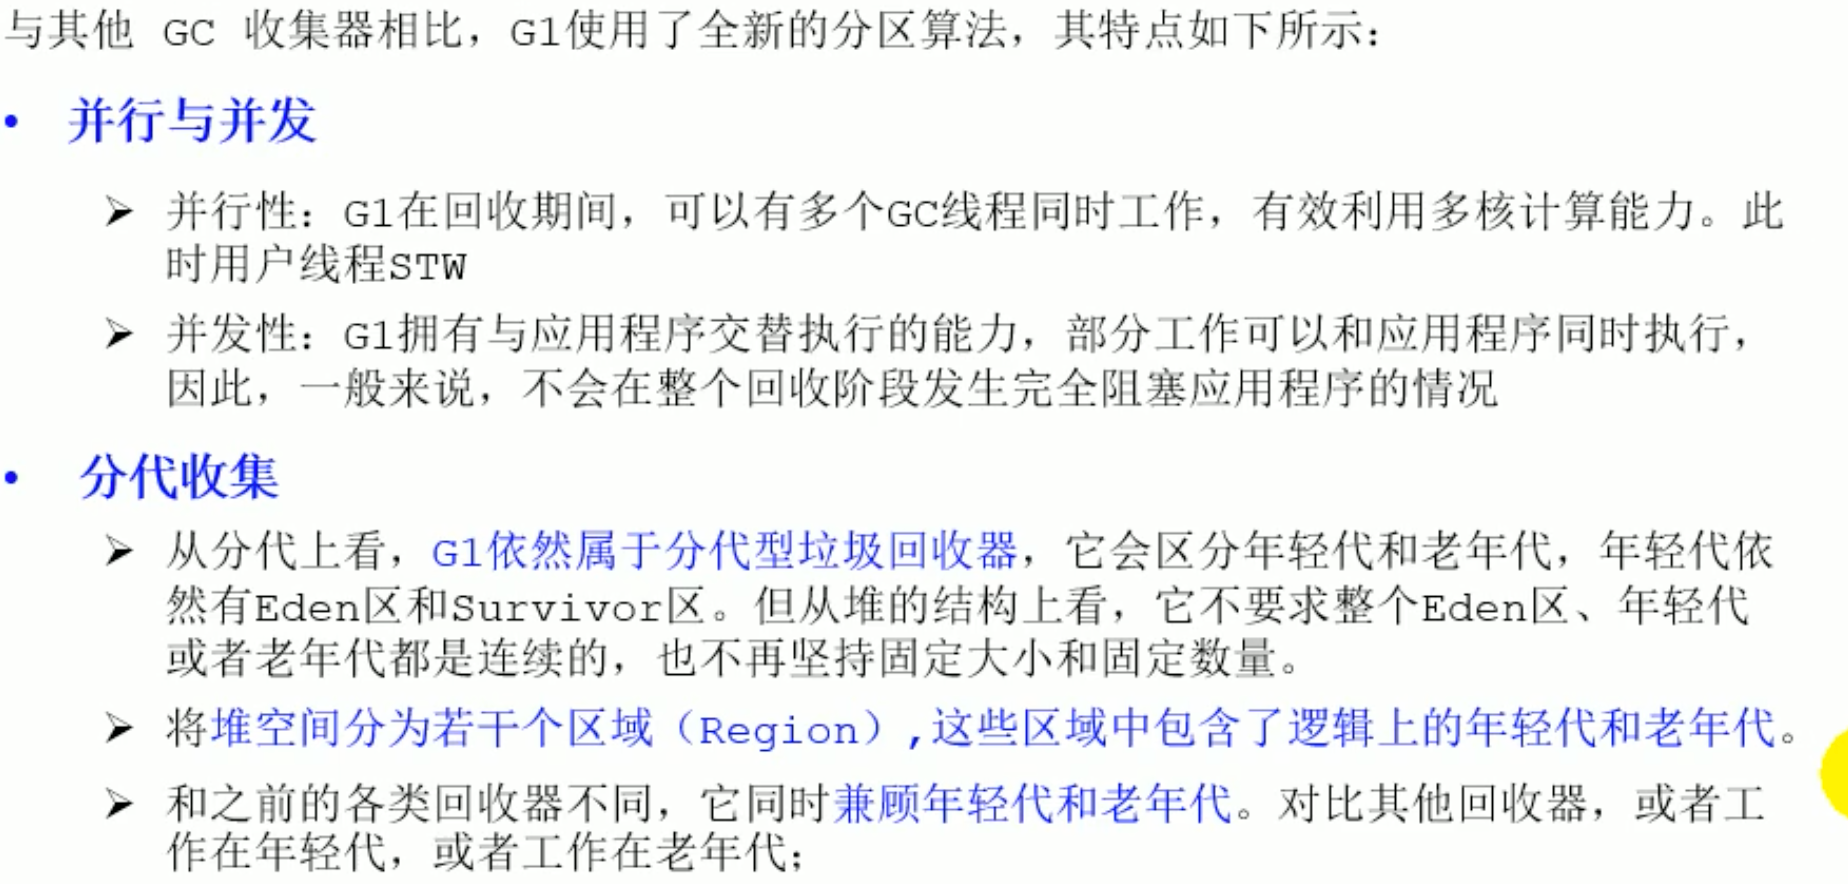 与其他 GC 收集器相比，G1使用了全新的分区算法，其特点如下所示：
• 并行与并发
➢ 并行性：G1在回收期间，可以有多个GC线程同时工作，有效利用多核计算能力。此
时用户线程STW
➢ 并发性：G1拥有与应用程序交替执行的能力，部分工作可以和应用程序同时执行，
因此，一般来说，不会在整个回收阶段发生完全阻塞应用程序的情况
• 分代收集
➢ 从分代上看，G1依然属于分代型垃圾回收器，它会区分年轻代和老年代，年轻代依
然有Eden区和Survivor区。但从堆的结构上看，它不要求整个Eden区、年轻代
或者老年代都是连续的，也不再坚持固定大小和固定数量。
➢ 将堆空间分为若干个区域（Region）,这些区域中包含了逻辑上的年轻代和老年代。
➢ 和之前的各类回收器不同，它同时兼顾年轻代和老年代。对比其他回收器，或者工
作在年轻代，或者工作在老年代；